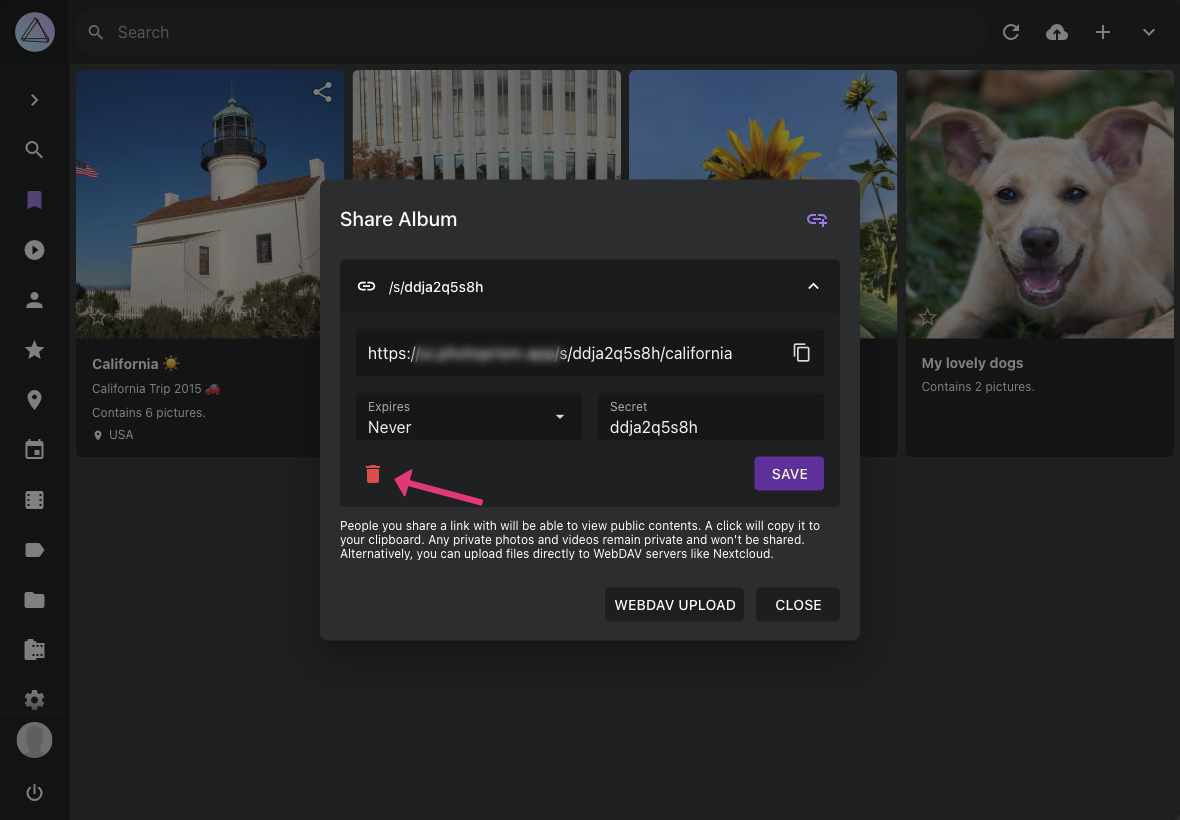 Search
Share Album
/s/ddja2q5s8h
https:/ s/ddja2q5s8h/california
Expires
Never
Secret
ddja2q5s8h
SAVE
People you share a link with will be able to view public contents. A click will copy it to
your clipboard. Any private photos and videos remain private and won't be shared.
Alternatively, you can upload files directly to WebDAV servers like Nextcloud.
WEBDAV UPLOAD
CLOSE
California ☀️
California Trip 2015 🚗
Contains 6 pictures.
USA
My lovely dogs
Contains 2 pictures.